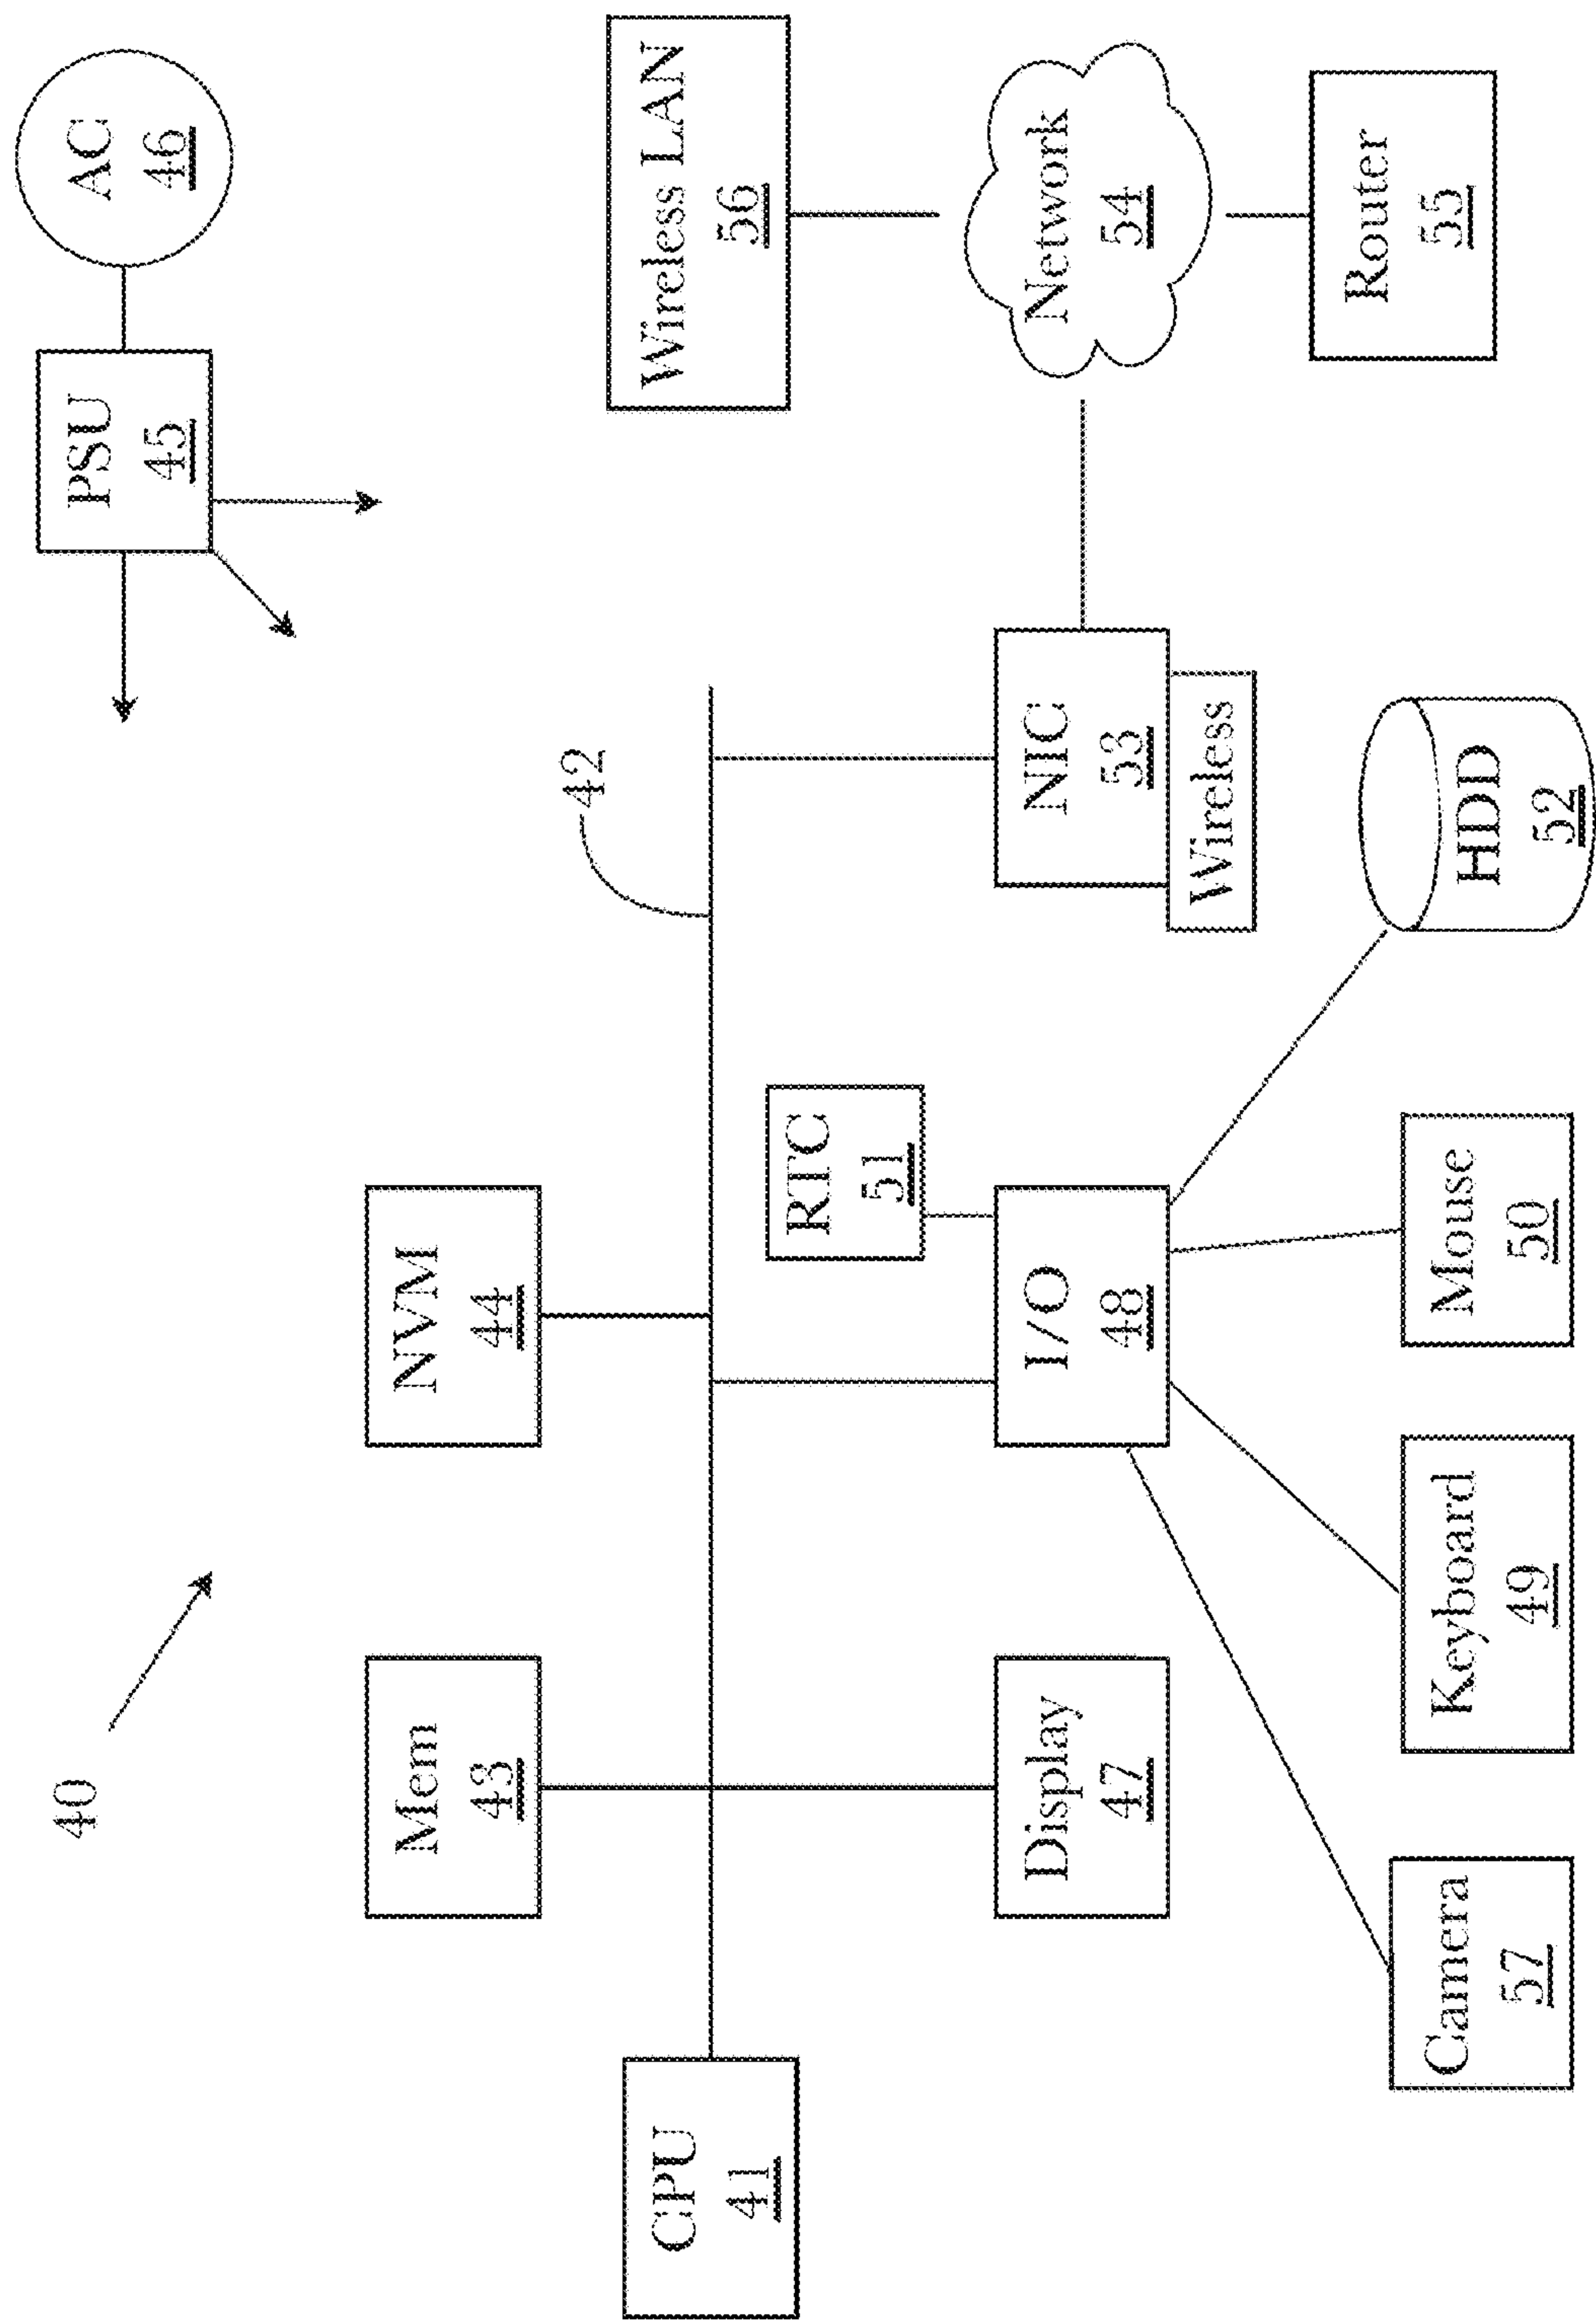 40
PSU
45
AC
46
Mem
43
NVM
44
42
CPU
41
Wireless LAN
56
RTC
51
Display
47
I/O
48
NIC
53
Wireless
Network
54
Camera
57
Keyboard
49
Mouse
50
HDD
52
Router
55